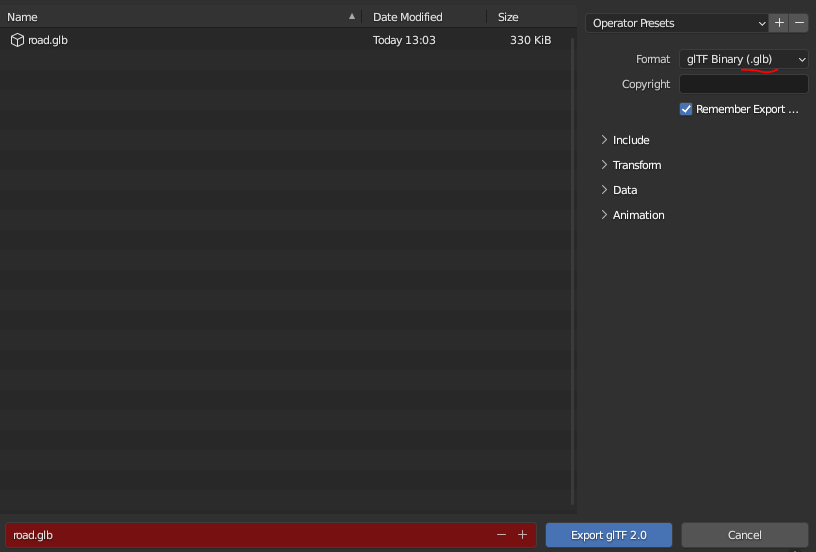 Name Date Modified Size
road.glb Today 13:03 330 KiB
Operator Presets
Format glTF Binary (.glb)
Copyright
Remember Export ...
Include
Transform
Data
Animation
road.glb Export glTF 2.0 Cancel